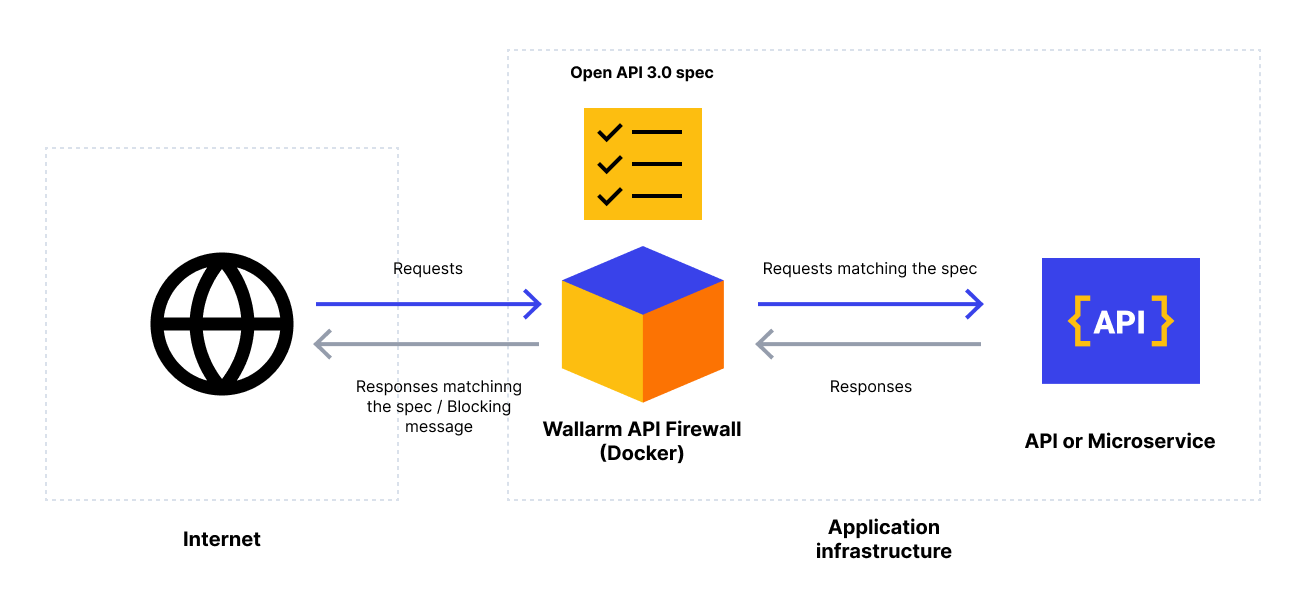 Open API 3.0 spec
Requests
Requests matching the spec
{API}
Responses matchinng
the spec / Blocking
message
Responses
Wallarm API Firewall
(Docker)
API or Microservice
Internet
Application
infrastructure